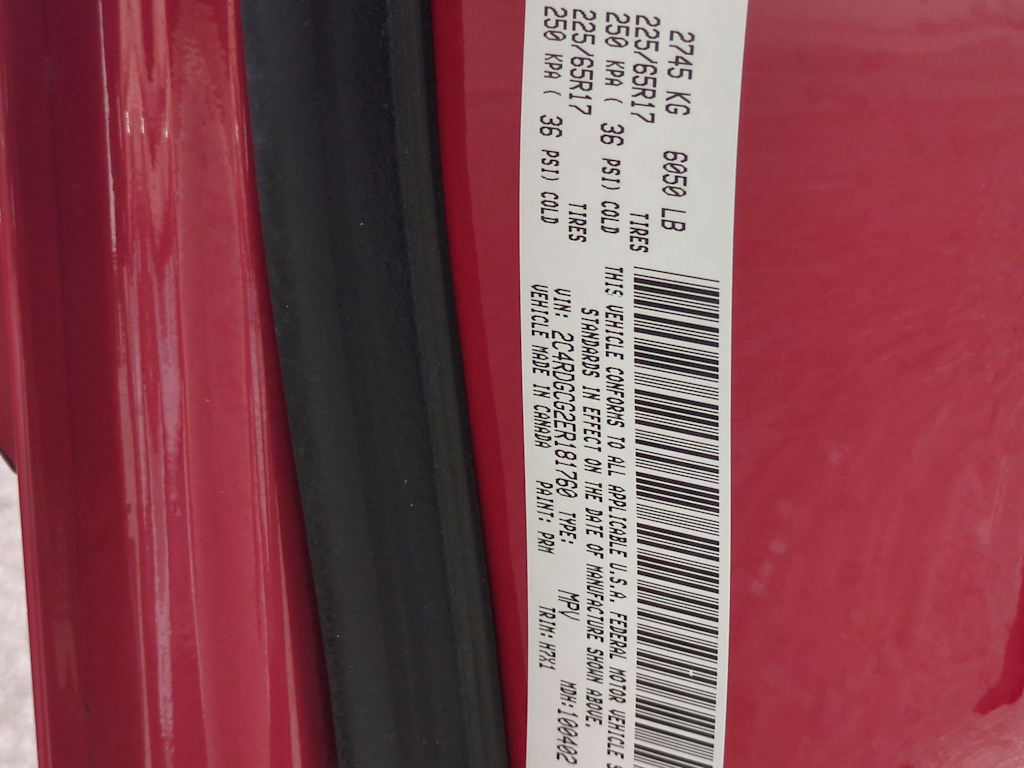 2745 KG 6050 LB
225/65R17 TIRES
250 KPA ( 36 PSI) COLD
225/65R17 TIRES
250 KPA ( 36 PSI) COLD
THIS VEHICLE CONFORMS TO ALL APPLICABLE U.S.A. FEDERAL MOTOR VEHICLE S
STANDARDS IN EFFECT ON THE DATE OF MANUFACTURE SHOWN ABOVE.
VIN: 2C4RDGCG2ER181760 TYPE: MPV MDH:100402
VEHICLE MADE IN CANADA PAINT: PRM TRIM:H7X1